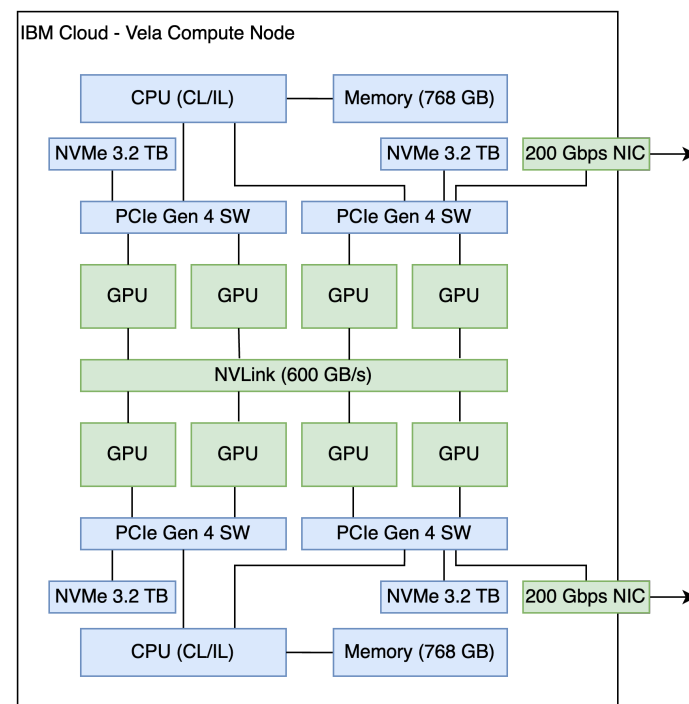 IBM Cloud - Vela Compute Node
CPU (CL/IL)
Memory (768 GB)
NVMe 3.2 TB
NVMe 3.2 TB
200 Gbps NIC
PCIe Gen 4 SW
PCIe Gen 4 SW
GPU
GPU
GPU
GPU
NVLink (600 GB/s)
GPU
GPU
GPU
GPU
PCIe Gen 4 SW
PCIe Gen 4 SW
NVMe 3.2 TB
NVMe 3.2 TB
200 Gbps NIC
CPU (CL/IL)
Memory (768 GB)